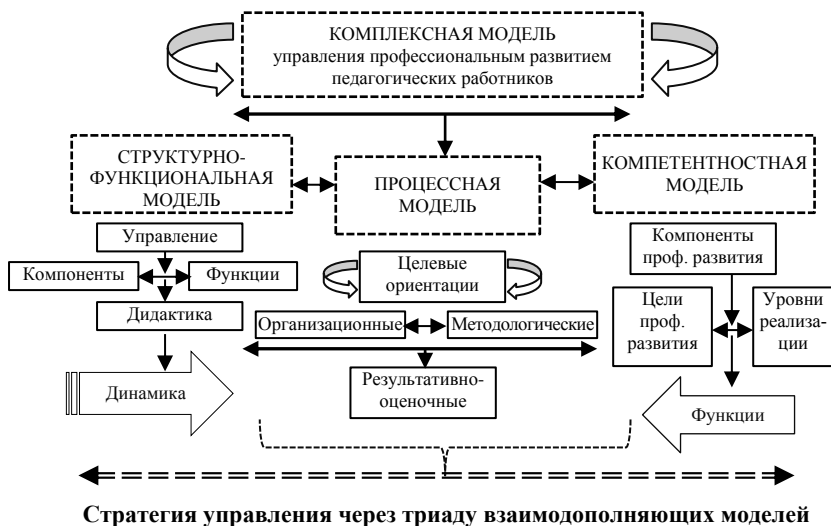 КОМПЛЕКСНАЯ МОДЕЛЬ
управления профессиональным развитием
педагогических работников
СТРУКТУРНО-
ФУНКЦИОНАЛЬНАЯ
МОДЕЛЬ
ПРОЦЕССНАЯ
МОДЕЛЬ
КОМПЕТЕНТНОСТНАЯ
МОДЕЛЬ
Управление
Компоненты
Функции
Дидактика
Динамика
Целевые
ориентации
Организационные
Методологические
Результативно-
оценочные
Компоненты
проф. развития
Цели
проф.
развития
Уровни
реализа-
ции
Функции
Стратегия управления через триаду взаимодополняющих моделей